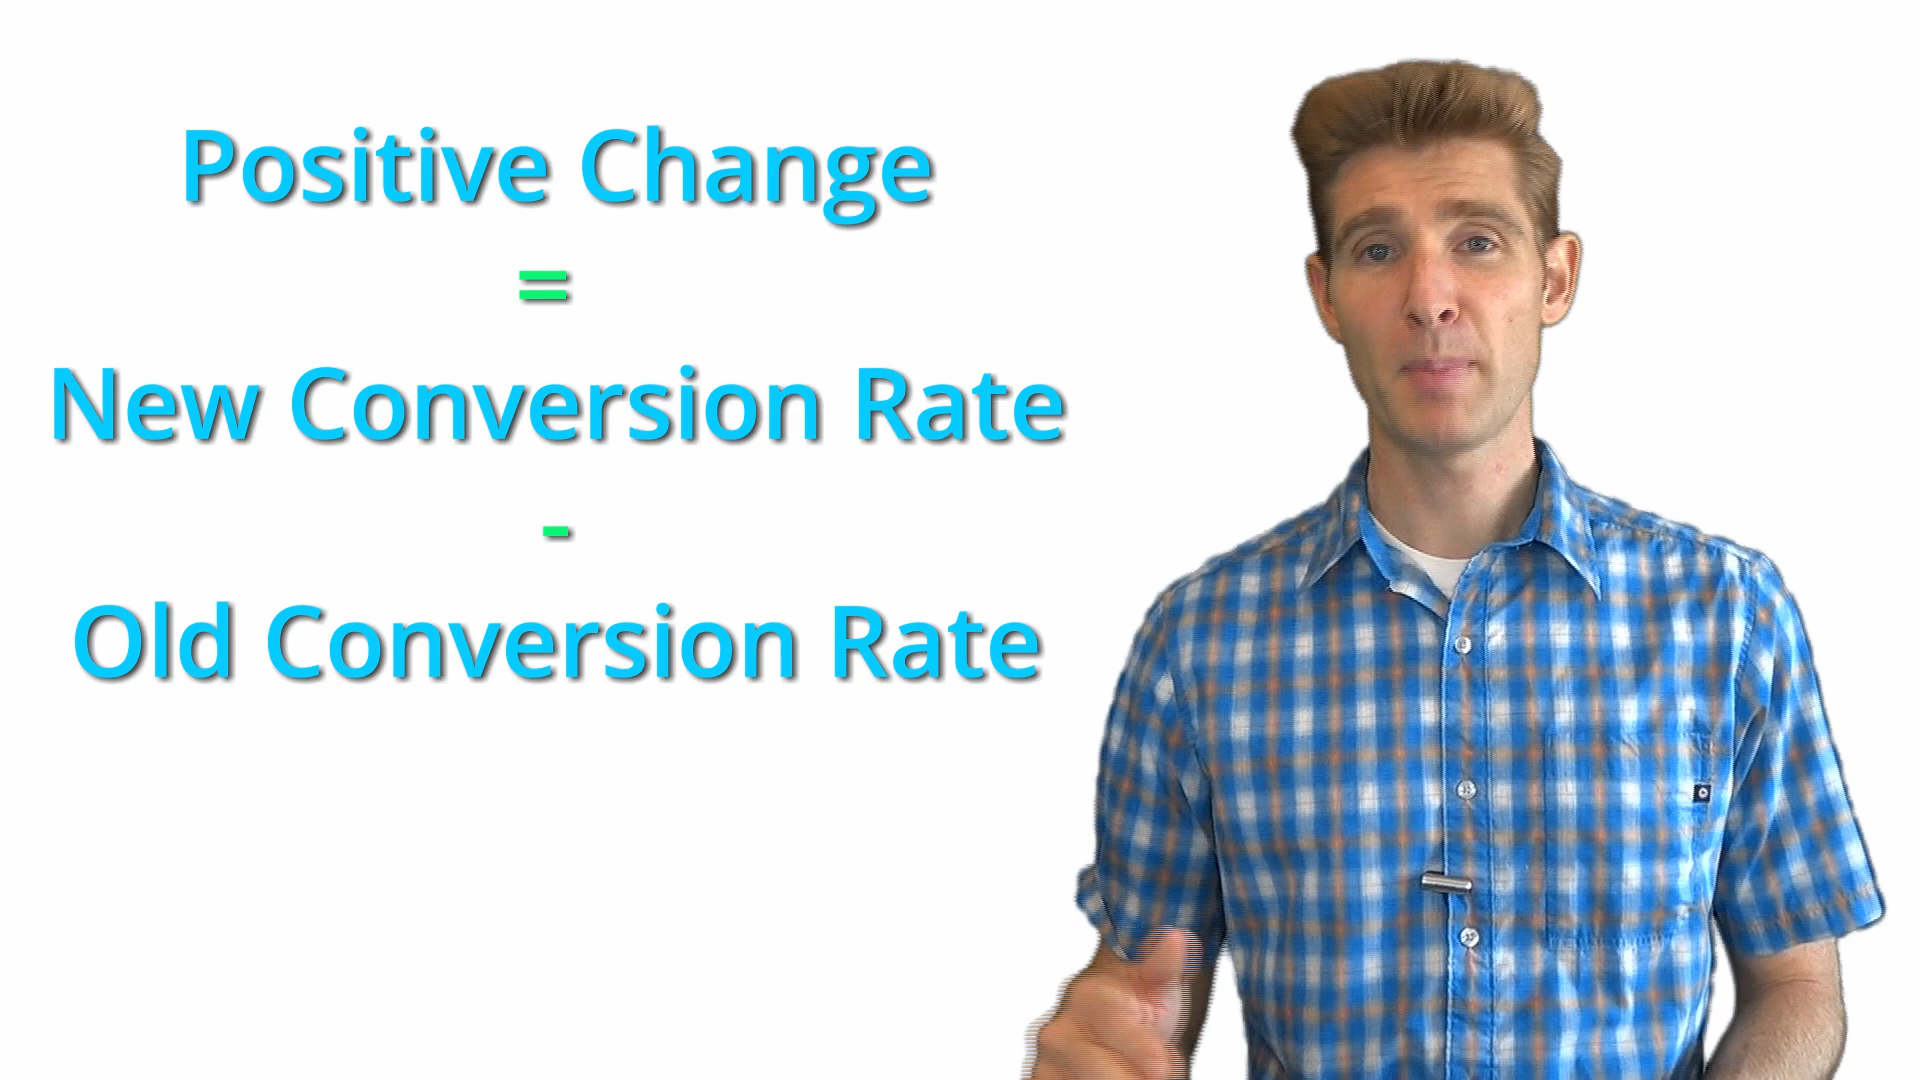 Positive Change
=
New Conversion Rate
-
Old Conversion Rate